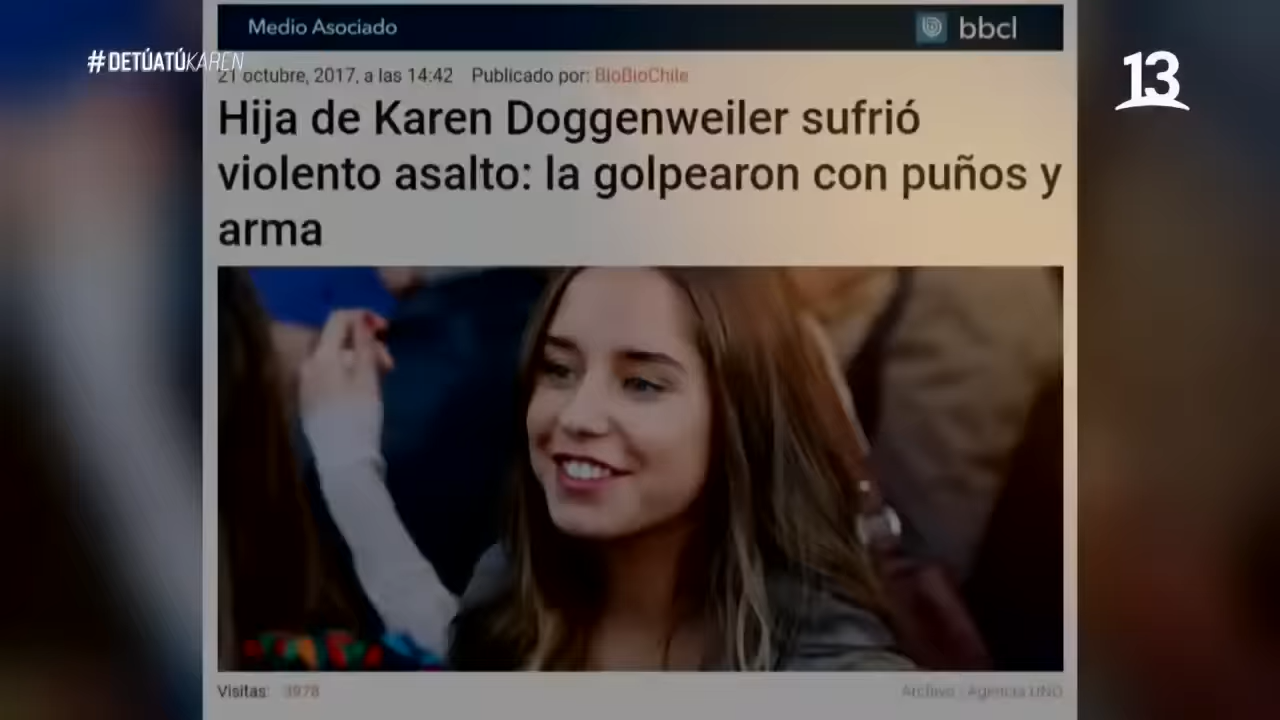 Medio Asociado
bbcl
#DETÚATÚKAREN
13
21 octubre, 2017, a las 14:42 Publicado por: BioBioChile
Hija de Karen Doggenweiler sufrió
violento asalto: la golpearon con puños y
arma
Visitas: 3978
Archivo | Agencia UNO